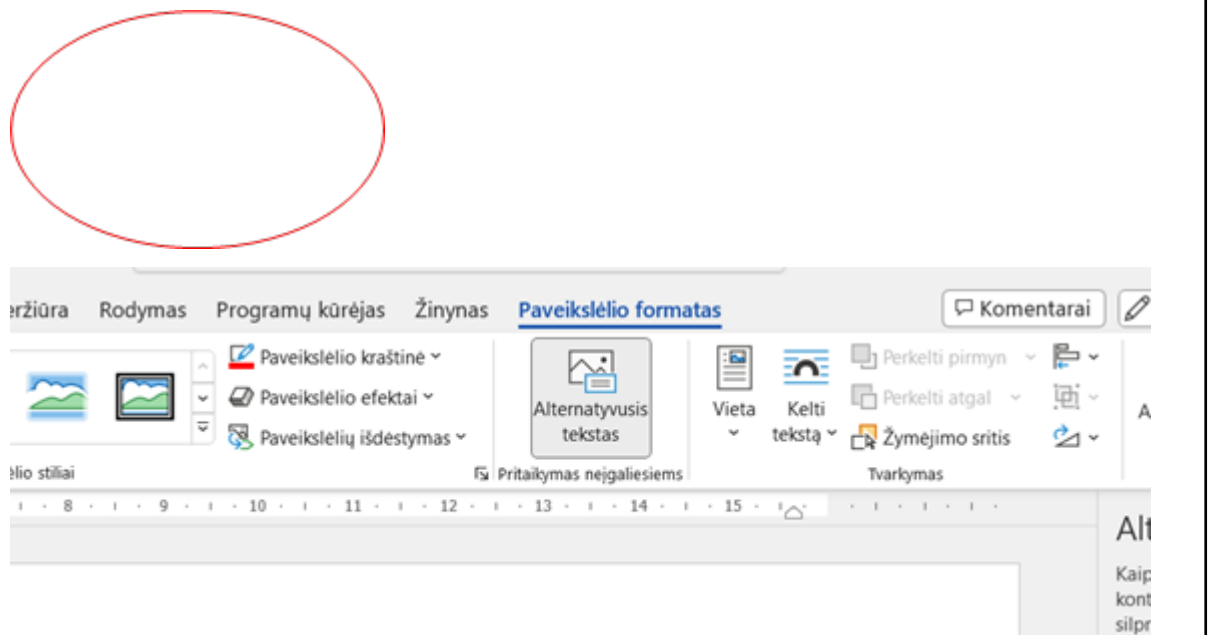 eržiūra Rodymas Programų kūrėjas Žinynas Paveikslėlio formatas Komentarai
Paveikslėlio kraštinė
Paveikslėlio efektai
Paveikslėlių išdėstymas
Alternatyvusis
tekstas
Vieta
Kelti
tekstą
Perkelti pirmyn
Perkelti atgal
Žymėjimo sritis
A
ėlio stiliai Pritaikymas neįgaliesiems Tvarkymas
8 9 10 11 12 13 14 15
Alt
Kaip
kont
silpr